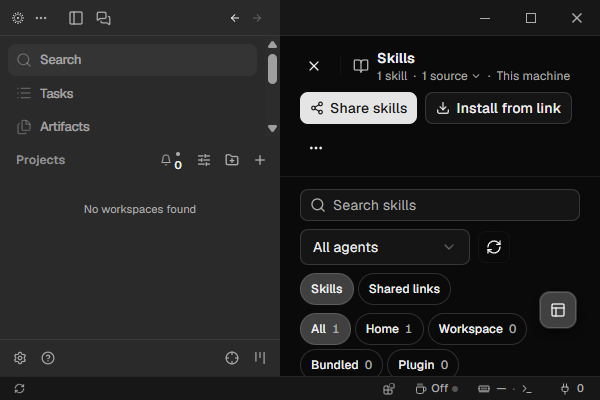 Search
Tasks
Artifacts
Projects
0
No workspaces found
Skills
1 skill · 1 source · This machine
Share skills
Install from link
Search skills
All agents
Skills
Shared links
All 1
Home 1
Workspace 0
Bundled 0
Plugin 0
Off
— ·
0